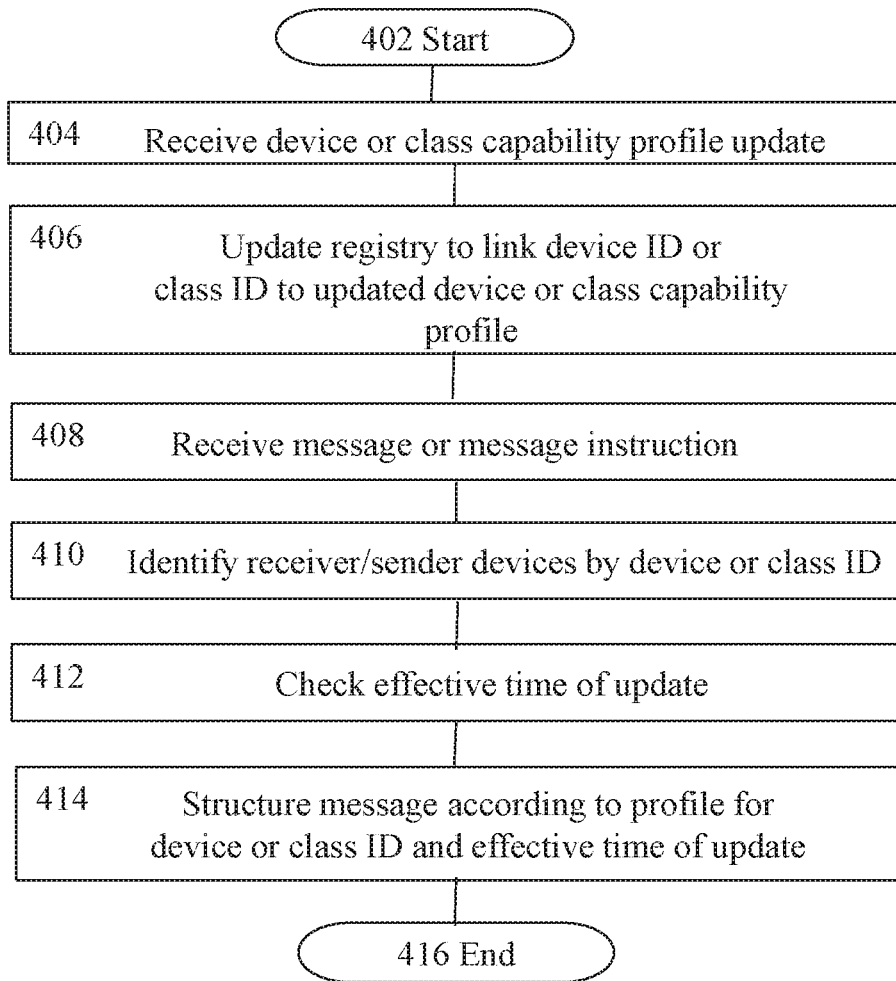 402 Start
404 Receive device or class capability profile update
406 Update registry to link device ID or
class ID to updated device or class capability
profile
408 Receive message or message instruction
410 Identify receiver/sender devices by device or class ID
412 Check effective time of update
414 Structure message according to profile for
device or class ID and effective time of update
416 End